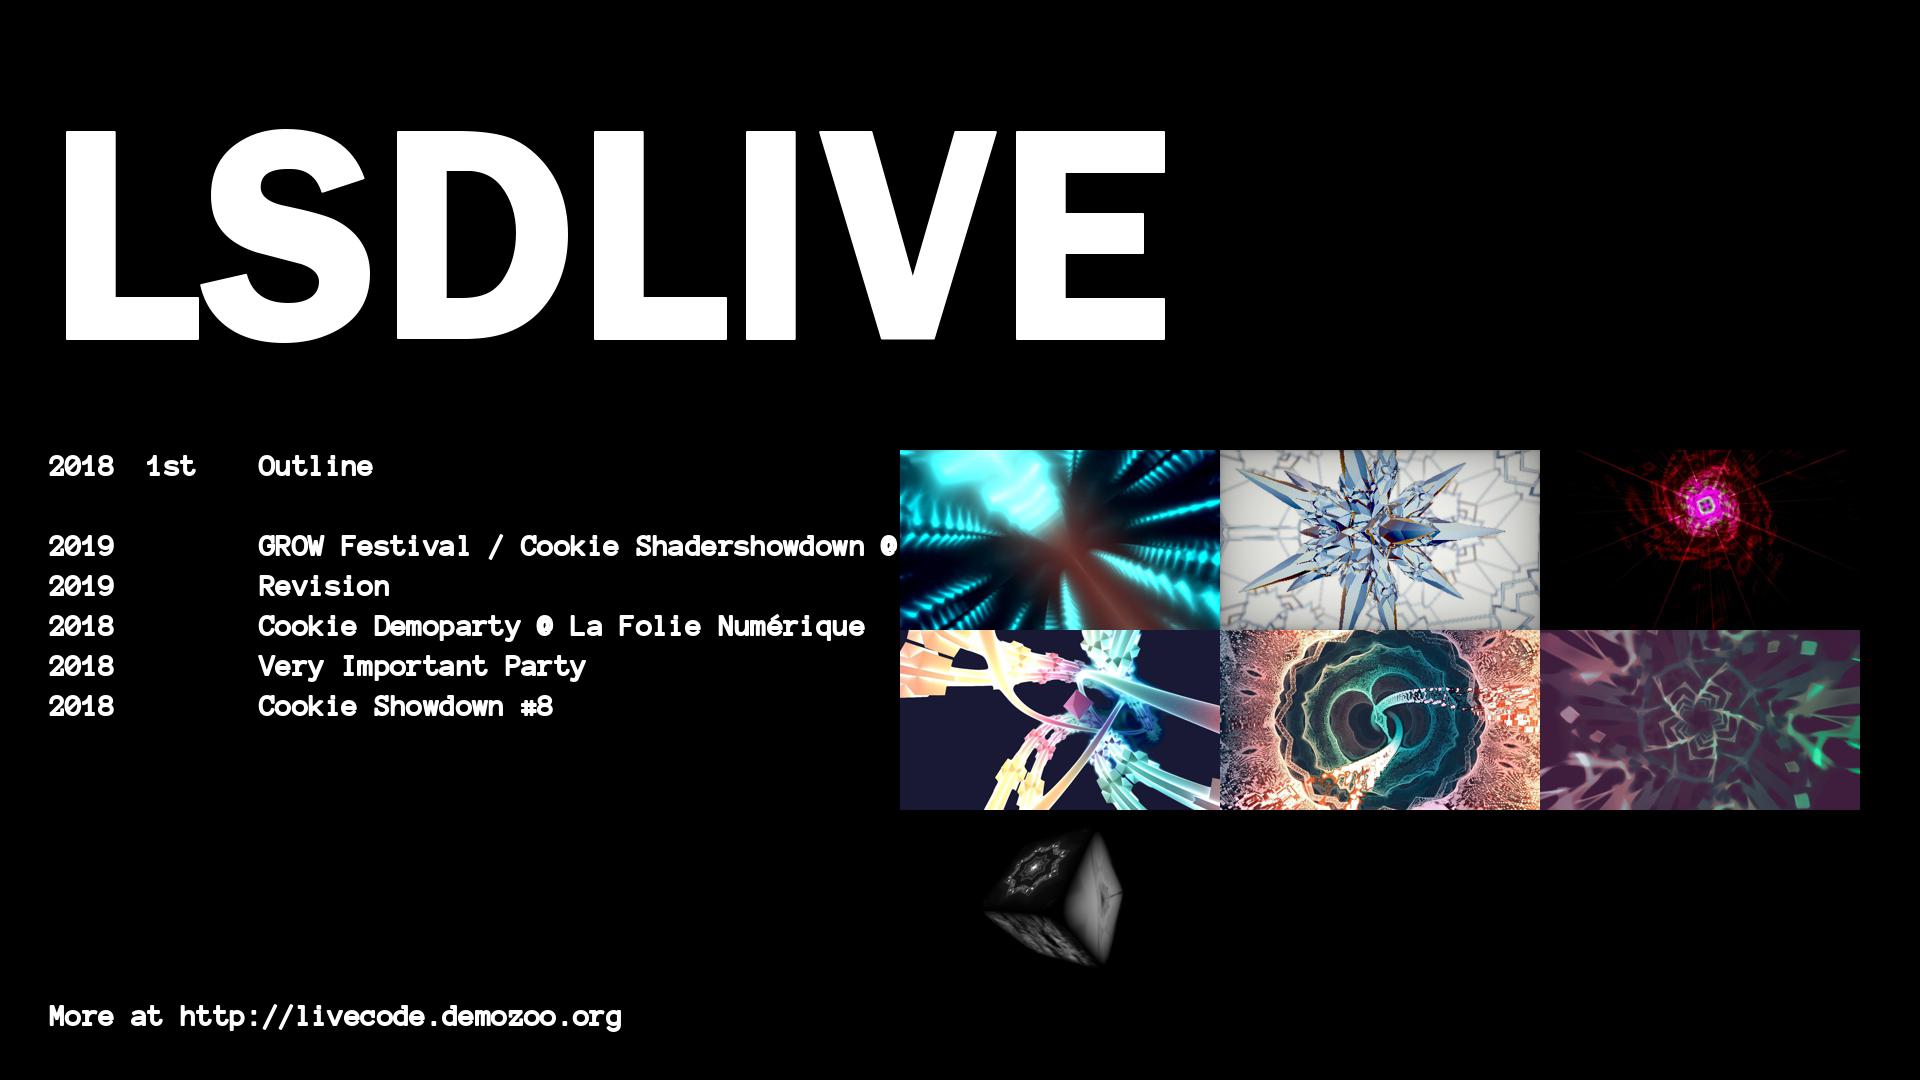 LSDLIVE
2018 1st Outline
2019 GROW Festival / Cookie Shadershowdown @
2019 Revision
2018 Cookie Demoparty @ La Folie Numérique
2018 Very Important Party
2018 Cookie Showdown #8
More at http://livecode.demozoo.org